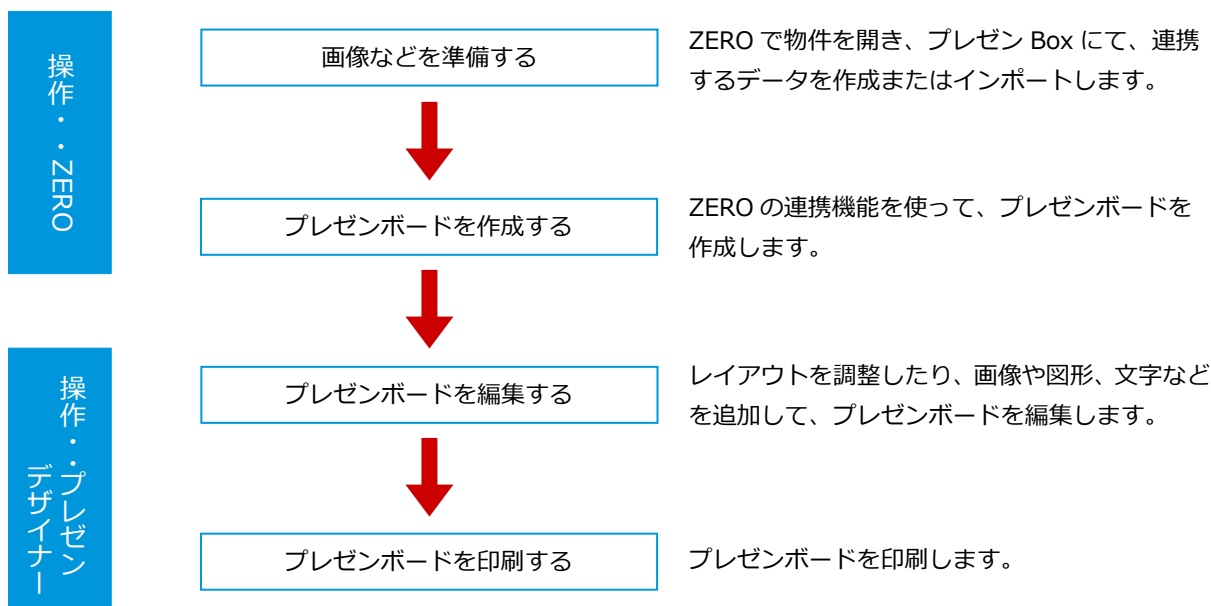 操作・・ZERO
画像などを準備する
ZERO で物件を開き、プレゼン Box にて、連携
するデータを作成またはインポートします。
プレゼンボードを作成する
ZERO の連携機能を使って、プレゼンボードを
作成します。
操作・・プレゼン
デザイナー
プレゼンボードを編集する
レイアウトを調整したり、画像や図形、文字など
を追加して、プレゼンボードを編集します。
プレゼンボードを印刷する
プレゼンボードを印刷します。